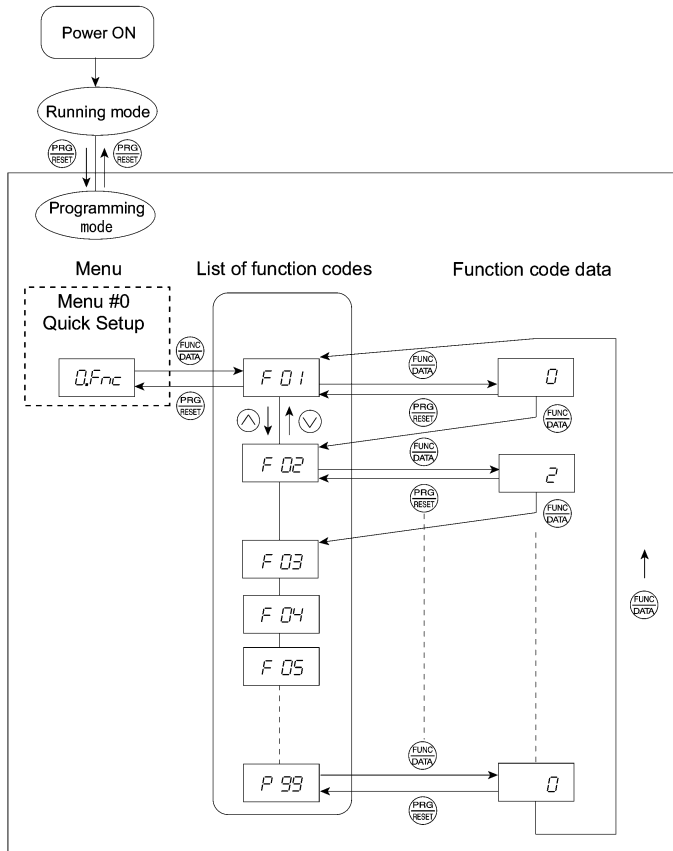 Power ON
Running mode
PRG
RESET
PRG
RESET
Programming
mode
Menu
List of function codes
Function code data
Menu #0
Quick Setup
0.Fnc
FUNC
DATA
PRG
RESET
F 01
FUNC
DATA
PRG
RESET
0
FUNC
DATA
F 02
FUNC
DATA
PRG
RESET
2
FUNC
DATA
F 03
F 04
F 05
FUNC
DATA
P 99
FUNC
DATA
PRG
RESET
0